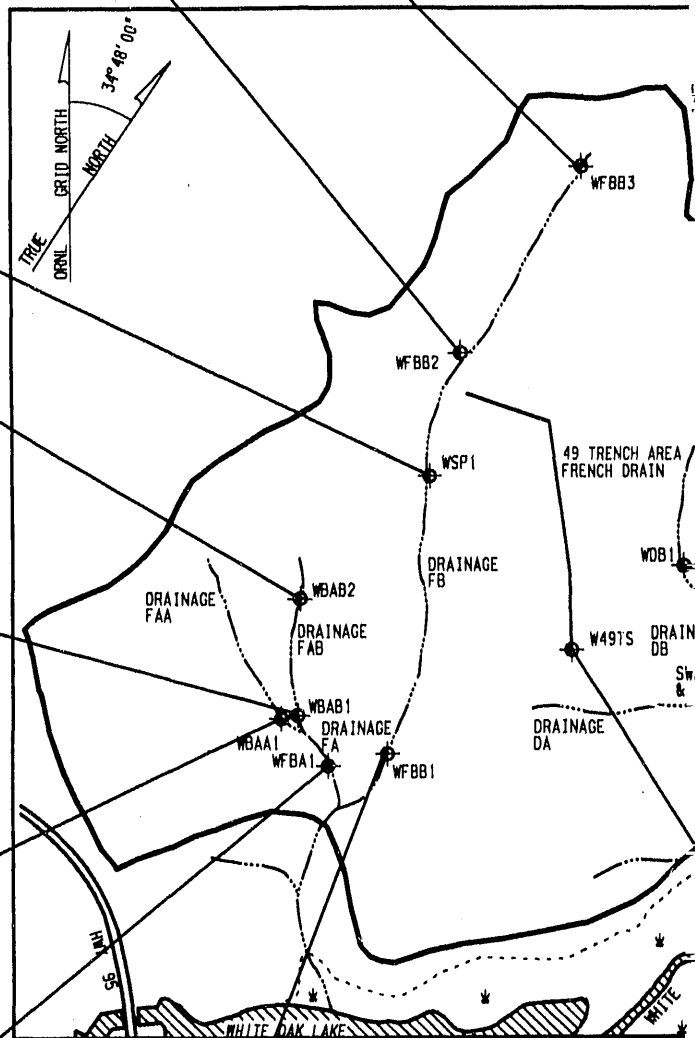 34° 48' 00"
ORNL GRID NORTH
TRUE NORTH
WFBB3
WFBB2
WSP1
49 TRENCH AREA
FRENCH DRAIN
WDB1
DRAINAGE
FB
DRAINAGE
FAA
WBAB2
DRAINAGE
FAB
W49TS
DRAIN
DB
SW
&
WBAB1
DRAINAGE
FA
WBAA1
WFBA1
WFBB1
DRAINAGE
DA
HWY 95
WHITE OAK LAKE
WHITE